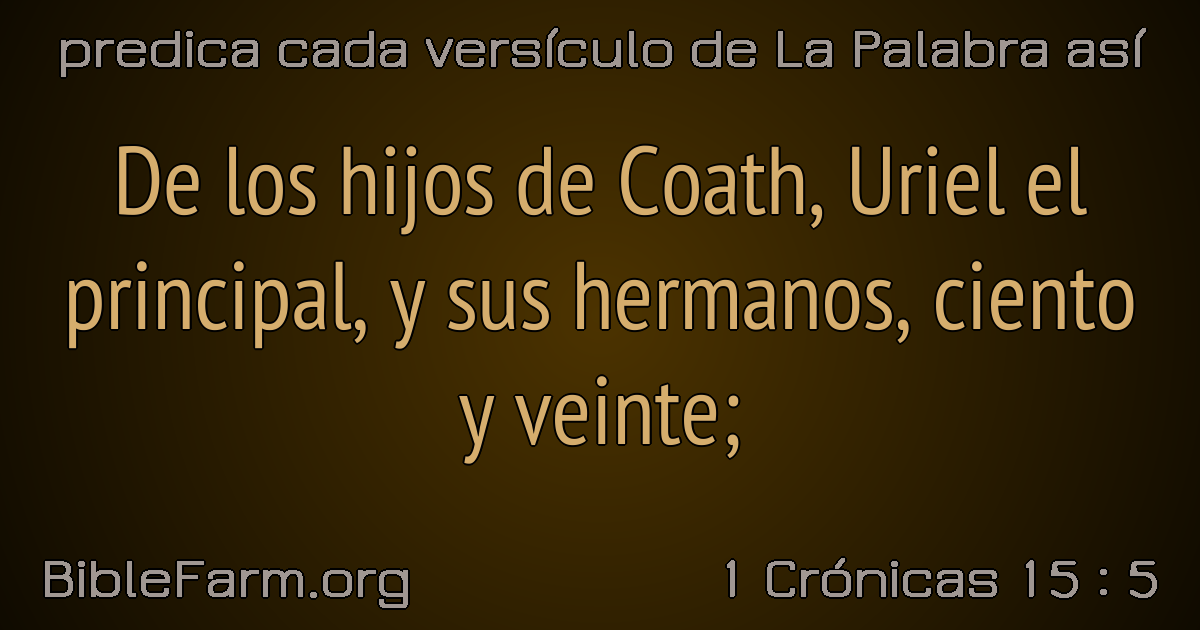 predica cada versículo de La Palabra así
De los hijos de Coath, Uriel el
principal, y sus hermanos, ciento
y veinte;
BibleFarm.org
1 Crónicas 15 : 5